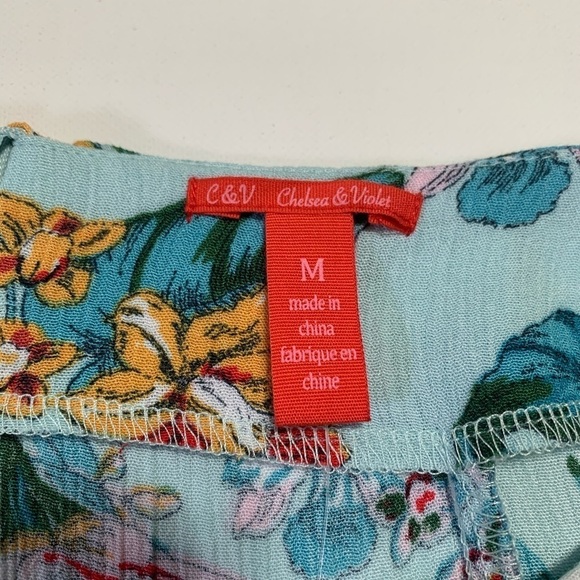 C & V Chelsea & Violet
M
made in
china
fabrique en
chine